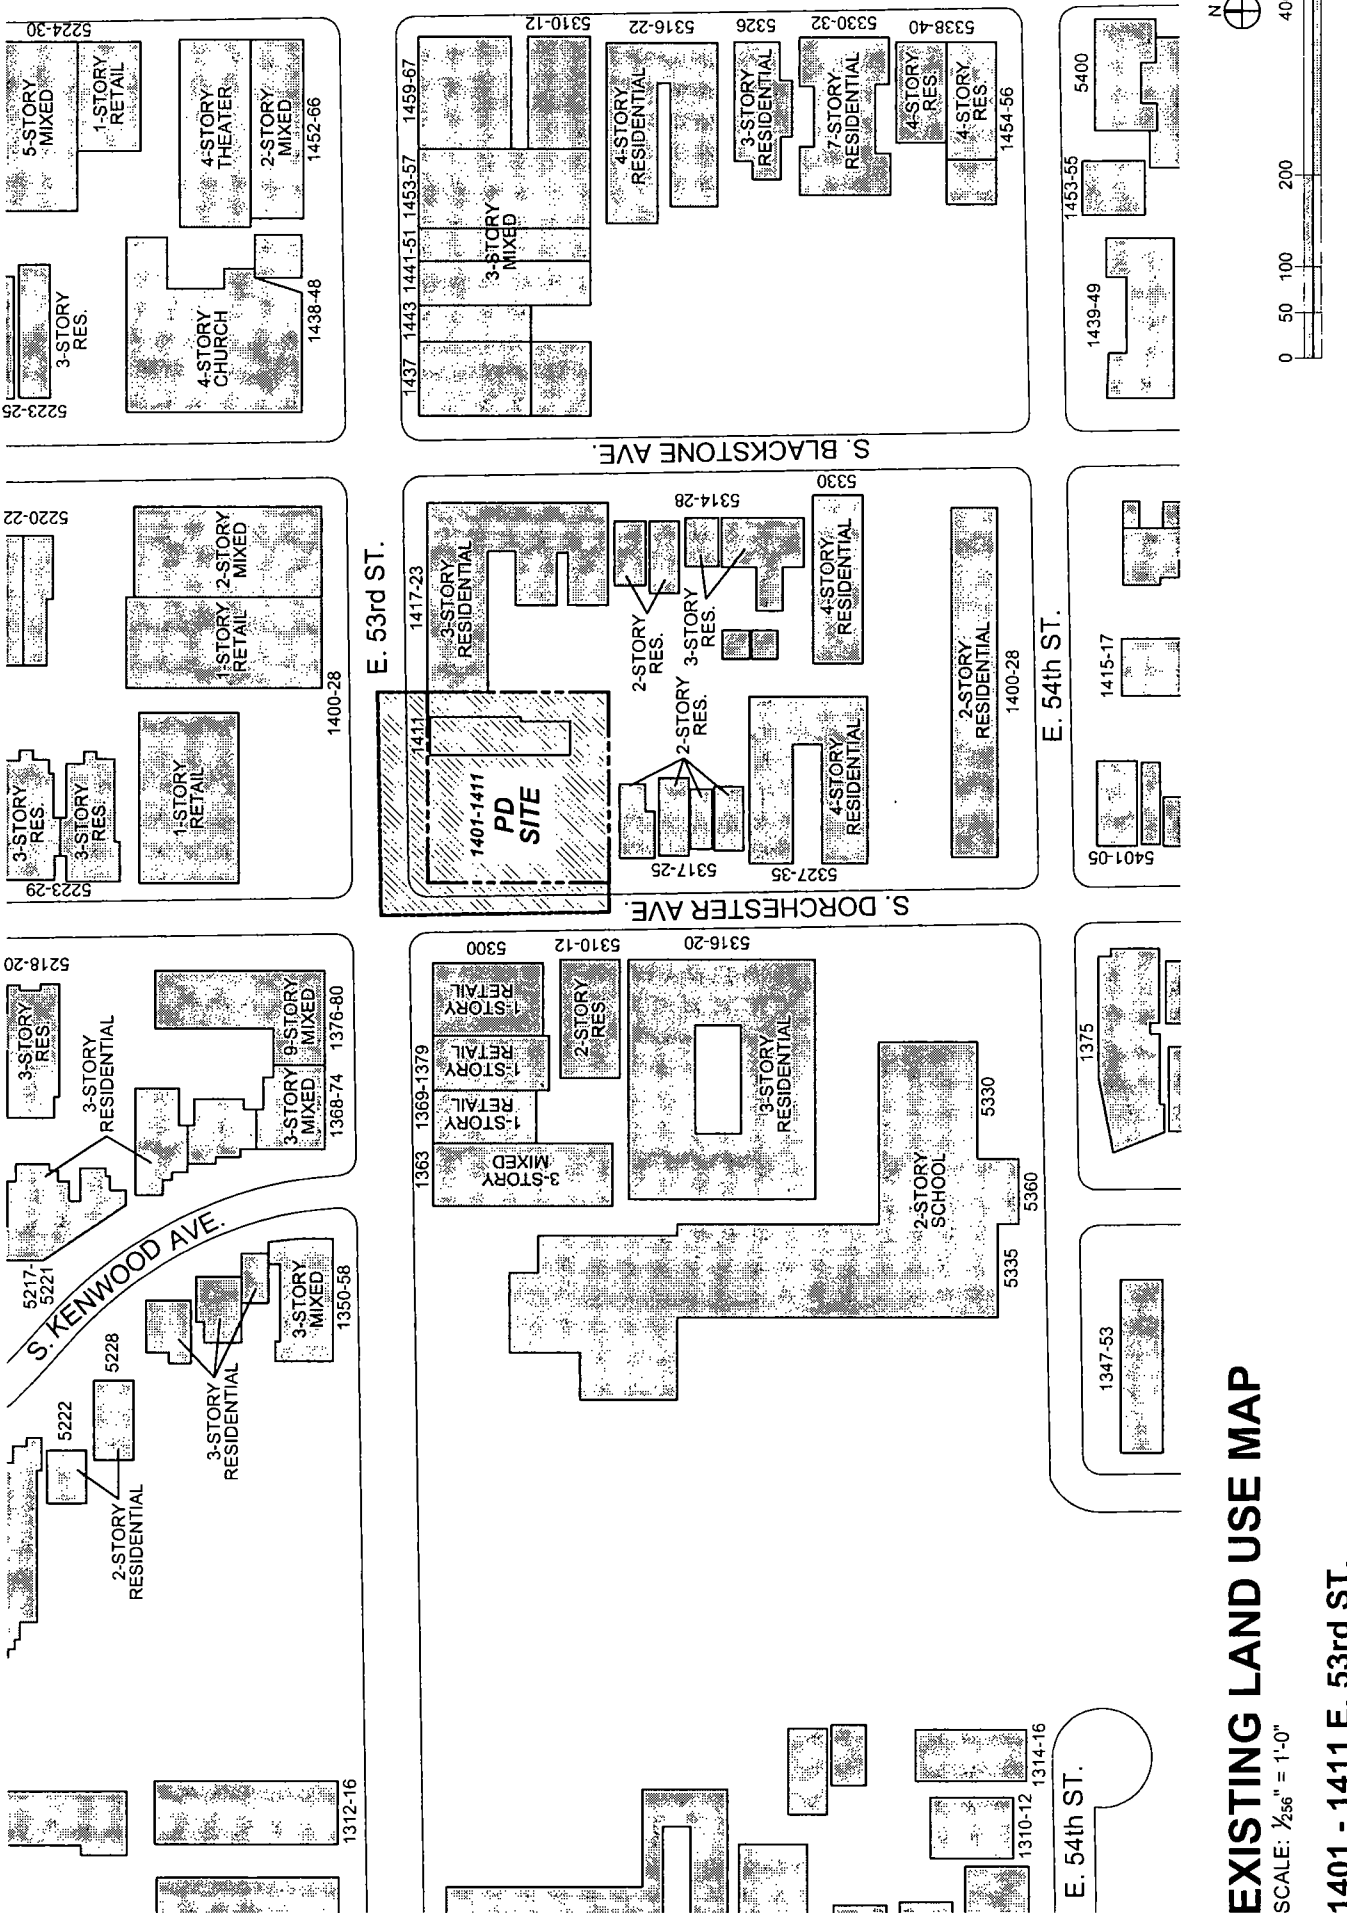 S. KENWOOD AVE.
2-STORY
RESIDENTIAL
5222
5228
5217-
5221
3-STORY
RESIDENTIAL
3-STORY
RESIDENTIAL
3-STORY
MIXED
1350-58
1312-16
3-STORY
RES.
5218-20
3-STORY
MIXED
1368-74
9-STORY
MIXED
1376-80
3-STORY
RES.
3-STORY
RES.
5223-29
1-STORY
RETAIL
1-STORY
RETAIL
2-STORY
MIXED
1400-28
5220-22
5223-25
3-STORY
RES.
4-STORY
CHURCH
1438-48
5-STORY
MIXED
5224-30
1-STORY
RETAIL
4-STORY
THEATER
2-STORY
MIXED
1452-66
E. 53rd ST.
1363
3-STORY
MIXED
1369-1379
1-STORY
RETAIL
1-STORY
RETAIL
1-STORY
RETAIL
5300
2-STORY
RES.
5310-12
3-STORY
RESIDENTIAL
5316-20
2-STORY
SCHOOL
5330
5335
5360
S. DORCHESTER AVE.
1411
1401-1411
PD
SITE
1417-23
3-STORY
RESIDENTIAL
2-STORY
RES.
5317-25
2-STORY
RES.
3-STORY
RES.
5314-28
4-STORY
RESIDENTIAL
5327-35
4-STORY
RESIDENTIAL
5330
2-STORY
RESIDENTIAL
1400-28
S. BLACKSTONE AVE.
1437
1443
1441-51
1453-57
1459-67
3-STORY
MIXED
5310-12
4-STORY
RESIDENTIAL
5316-22
3-STORY
RESIDENTIAL
5326
7-STORY
RESIDENTIAL
5330-32
4-STORY
RES.
4-STORY
RES.
5338-40
1454-56
1310-12
1314-16
E. 54th ST.
E. 54th ST.
1347-53
1375
5401-05
1415-17
1439-49
1453-55
5400
EXISTING LAND USE MAP
SCALE: 1/256" = 1'-0"
0 50 100 200 40
N
1401 - 1411 E. 53rd ST.